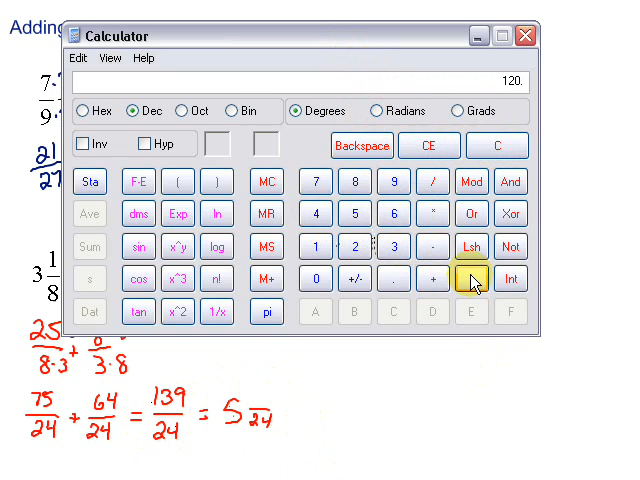 Adding
Calculator
Edit View Help
120.
Hex Dec Oct Bin Degrees Radians Grads
Inv Hyp Backspace CE C
Sta F-E ( ) MC 7 8 9 / Mod And
Ave dms Exp ln MR 4 5 6 * Or Xor
Sum sin x^y log MS 1 2 3 - Lsh Not
s cos x^3 n! M+ 0 +/- . + Int
Dat tan x^2 1/x pi A B C D E F
7
9
21
27
3 1
8
25 + 8
8·3 3·8
75 + 64 = 139 = 5
24 24 24 24